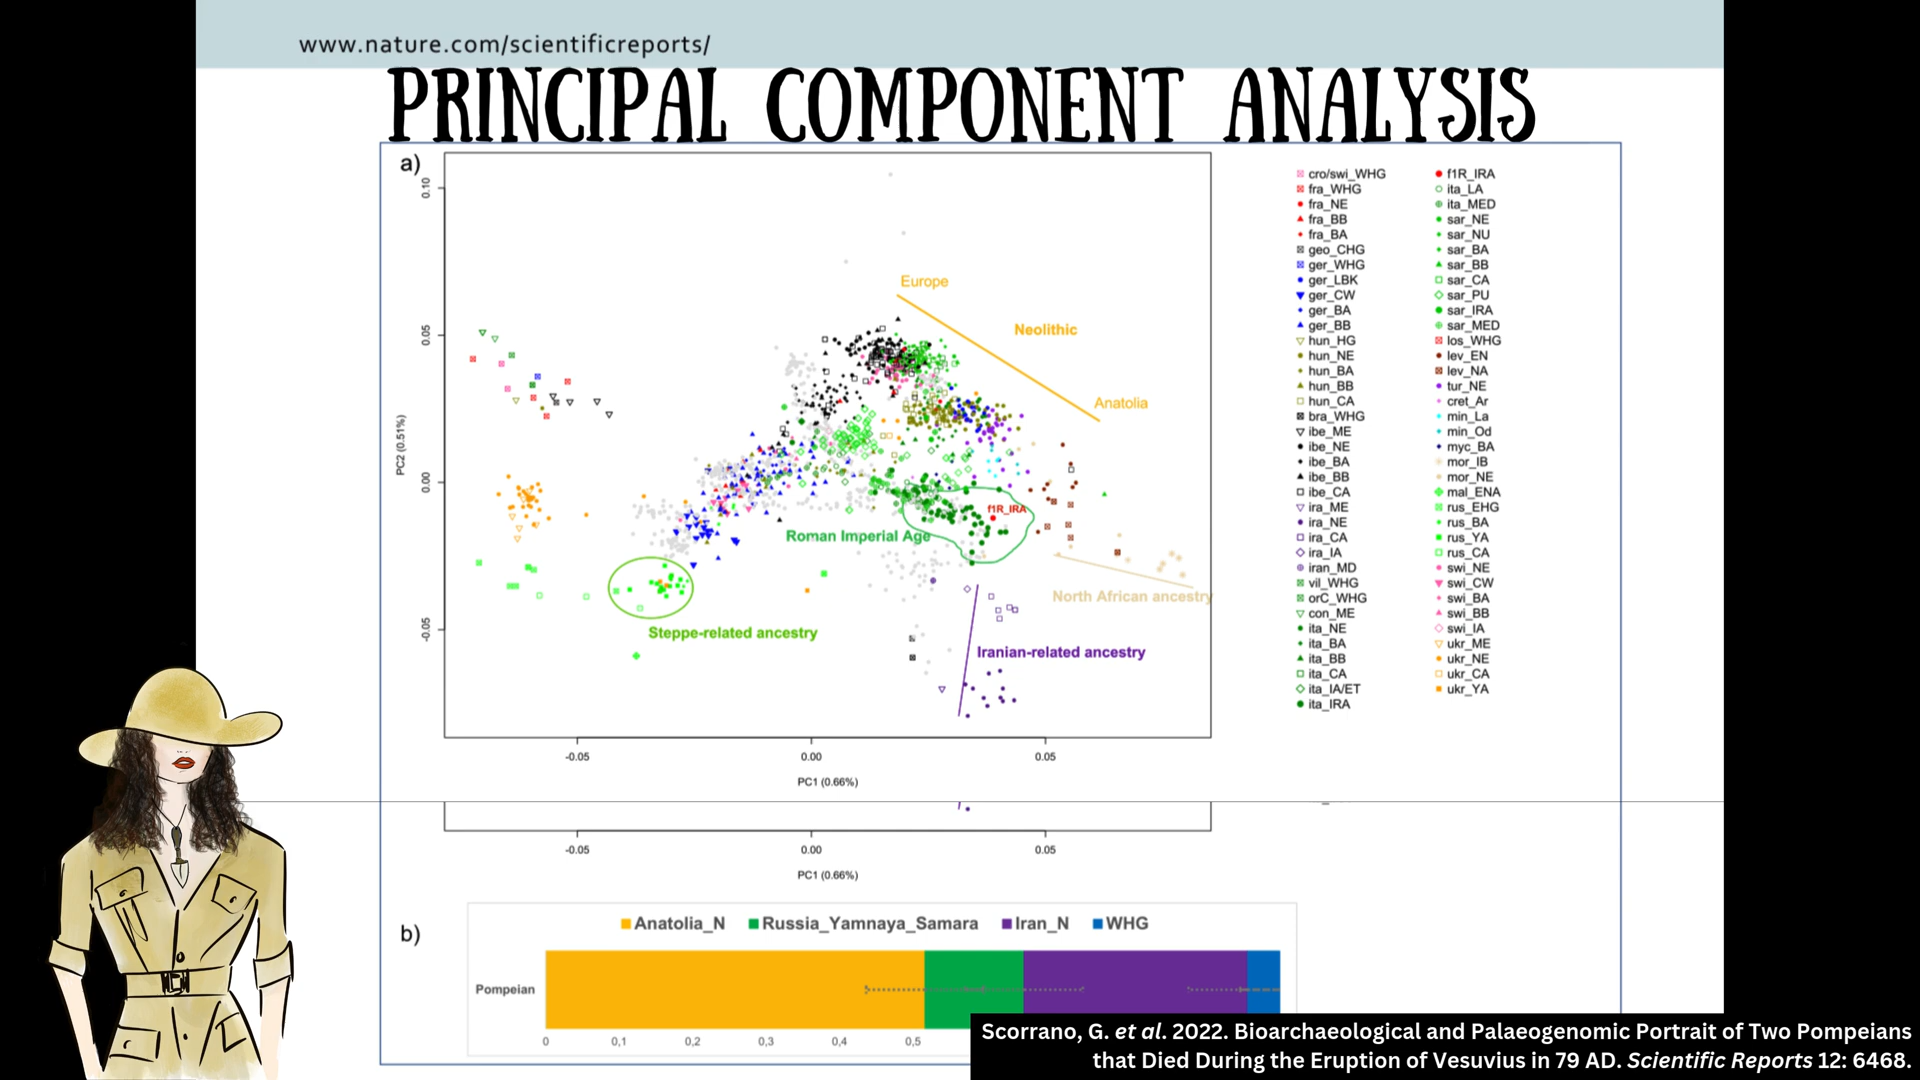 www.nature.com/scientificreports/
PRINCIPAL COMPONENT ANALYSIS
a)
0.10
0.05
0.00
-0.05
PC2 (0.51%)
Europe
Neolithic
Anatolia
f1R_IRA
Roman Imperial Age
North African ancestry
Steppe-related ancestry
Iranian-related ancestry
-0.05 0.00 0.05
PC1 (0.66%)
cro/swi_WHG
fra_WHG
fra_NE
fra_BB
fra_BA
geo_CHG
ger_WHG
ger_LBK
ger_CW
ger_BA
ger_BB
hun_HG
hun_NE
hun_BA
hun_BB
hun_CA
bra_WHG
ibe_ME
ibe_NE
ibe_BA
ibe_BB
ibe_CA
ira_ME
ira_NE
ira_CA
ira_IA
iran_MD
vil_WHG
orC_WHG
con_ME
ita_NE
ita_BA
ita_BB
ita_CA
ita_IA/ET
ita_IRA
f1R_IRA
ita_LA
ita_MED
sar_NE
sar_NU
sar_BA
sar_BB
sar_CA
sar_PU
sar_IRA
sar_MED
los_WHG
lev_EN
lev_NA
tur_NE
cret_Ar
min_La
min_Od
myc_BA
mor_IB
mor_NE
mal_ENA
rus_EHG
rus_BA
rus_YA
rus_CA
swi_NE
swi_CW
swi_BA
swi_BB
swi_IA
ukr_ME
ukr_NE
ukr_CA
ukr_YA
-0.05 0.00 0.05
PC1 (0.66%)
b)
Anatolia_N Russia_Yamnaya_Samara Iran_N WHG
Pompeian
0 0,1 0,2 0,3 0,4 0,5
Scorrano, G. et al. 2022. Bioarchaeological and Palaeogenomic Portrait of Two Pompeians
that Died During the Eruption of Vesuvius in 79 AD. Scientific Reports 12: 6468.